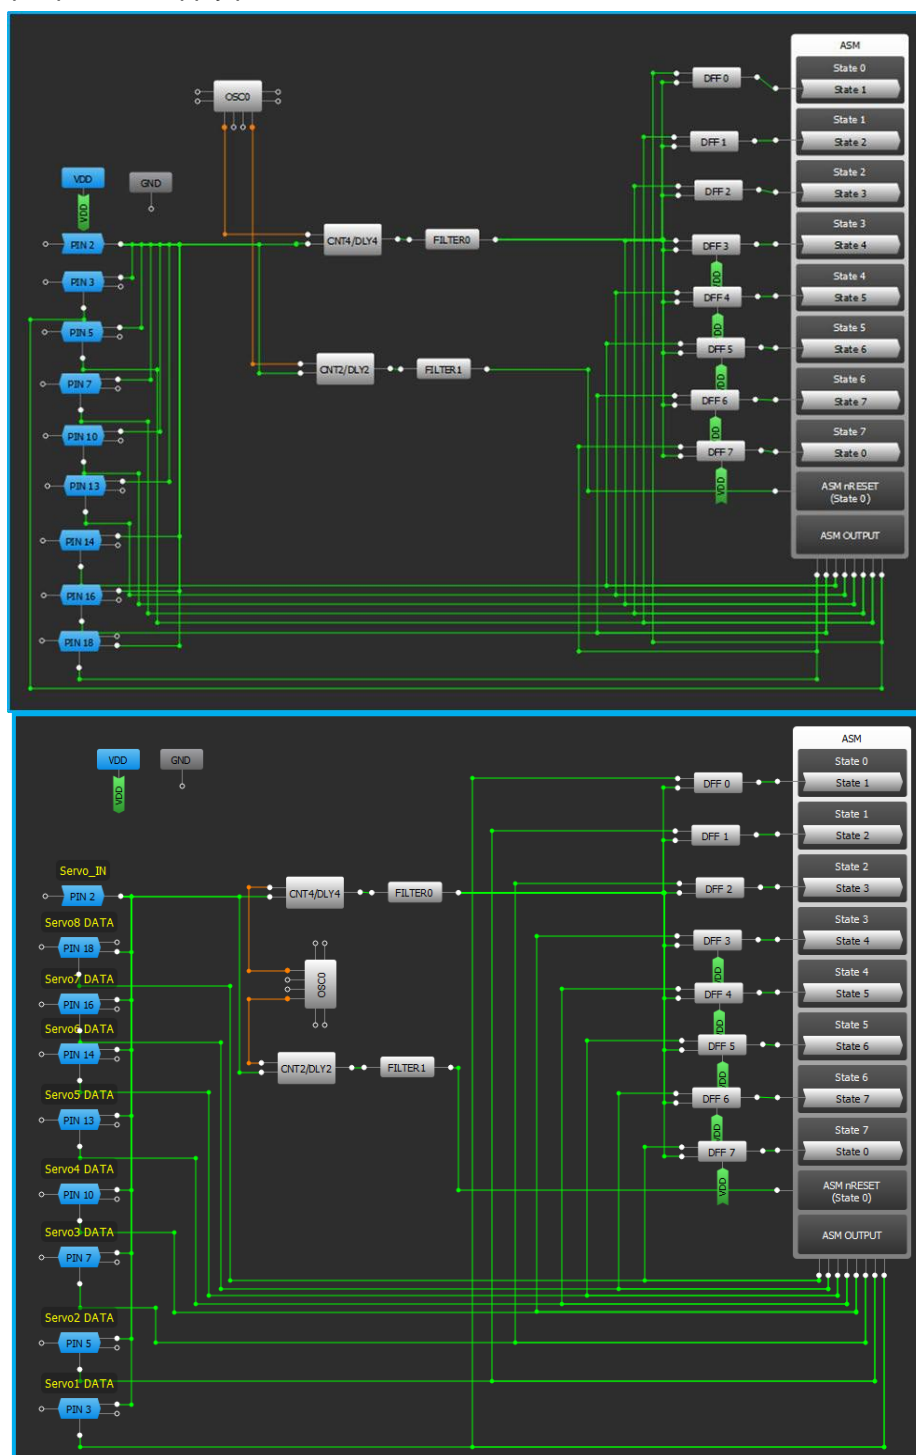 ASM
State 0
State 1
DFF 0
OSC0
State 1
State 2
DFF 1
VDD
GND
State 2
State 3
DFF 2
VDD
PIN 2
CNT4/DLY4
FILTER0
State 3
State 4
DFF 3
VDD
PIN 3
State 4
State 5
DFF 4
VDD
PIN 5
State 5
State 6
DFF 5
VDD
PIN 7
CNT2/DLY2
FILTER1
State 6
State 7
DFF 6
VDD
PIN 10
State 7
State 0
DFF 7
VDD
PIN 13
ASM nRESET
(State 0)
PIN 14
ASM OUTPUT
PIN 16
PIN 18
ASM
VDD
GND
State 0
State 1
DFF 0
VDD
State 1
State 2
DFF 1
Servo_IN
PIN 2
CNT4/DLY4
FILTER0
State 2
State 3
DFF 2
Servo8 DATA
PIN 18
State 3
State 4
DFF 3
VDD
Servo7 DATA
PIN 16
OSC0
State 4
State 5
DFF 4
VDD
Servo6 DATA
PIN 14
State 5
State 6
DFF 5
VDD
CNT2/DLY2
FILTER1
Servo5 DATA
PIN 13
State 6
State 7
DFF 6
VDD
State 7
State 0
DFF 7
VDD
Servo4 DATA
PIN 10
ASM nRESET
(State 0)
Servo3 DATA
PIN 7
ASM OUTPUT
Servo2 DATA
PIN 5
Servo1 DATA
PIN 3